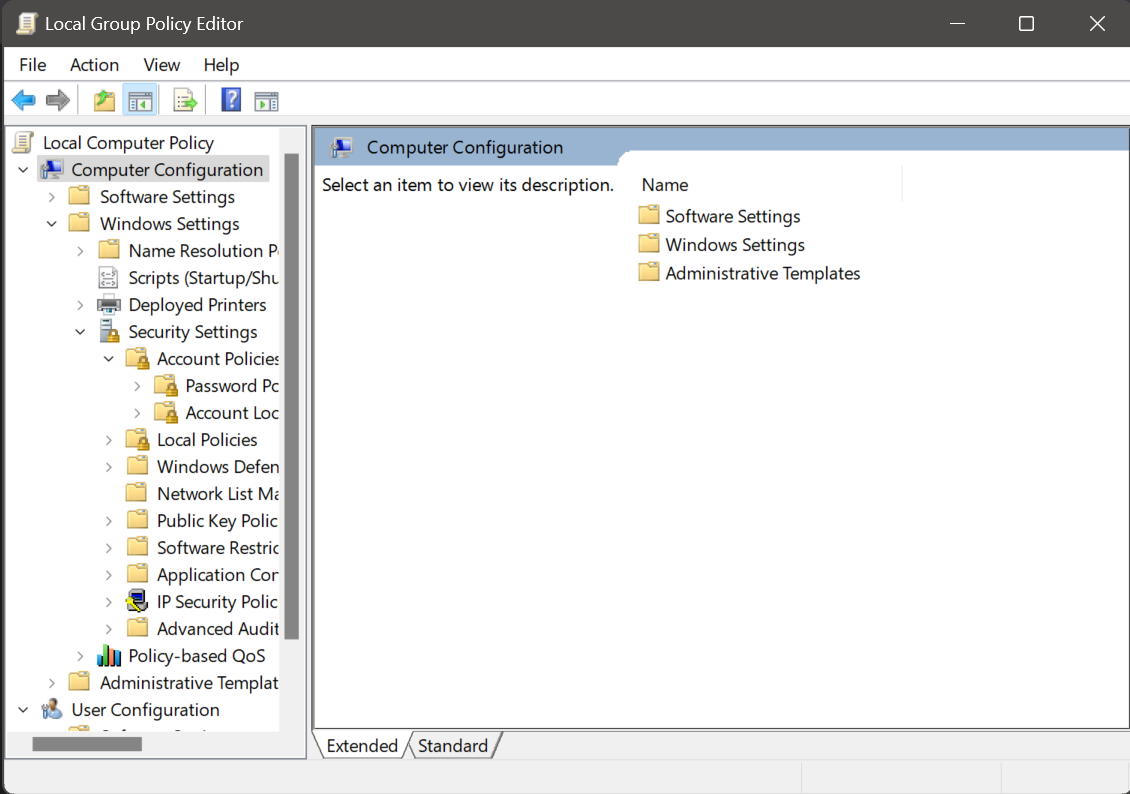 Local Group Policy Editor
File Action View Help
Local Computer Policy
Computer Configuration
Software Settings
Windows Settings
Name Resolution P
Scripts (Startup/Shu
Deployed Printers
Security Settings
Account Policies
Password Po
Account Loc
Local Policies
Windows Defen
Network List Ma
Public Key Polic
Software Restric
Application Con
IP Security Polic
Advanced Audit
Policy-based QoS
Administrative Templat
User Configuration
Computer Configuration
Select an item to view its description.
Name
Software Settings
Windows Settings
Administrative Templates
Extended Standard